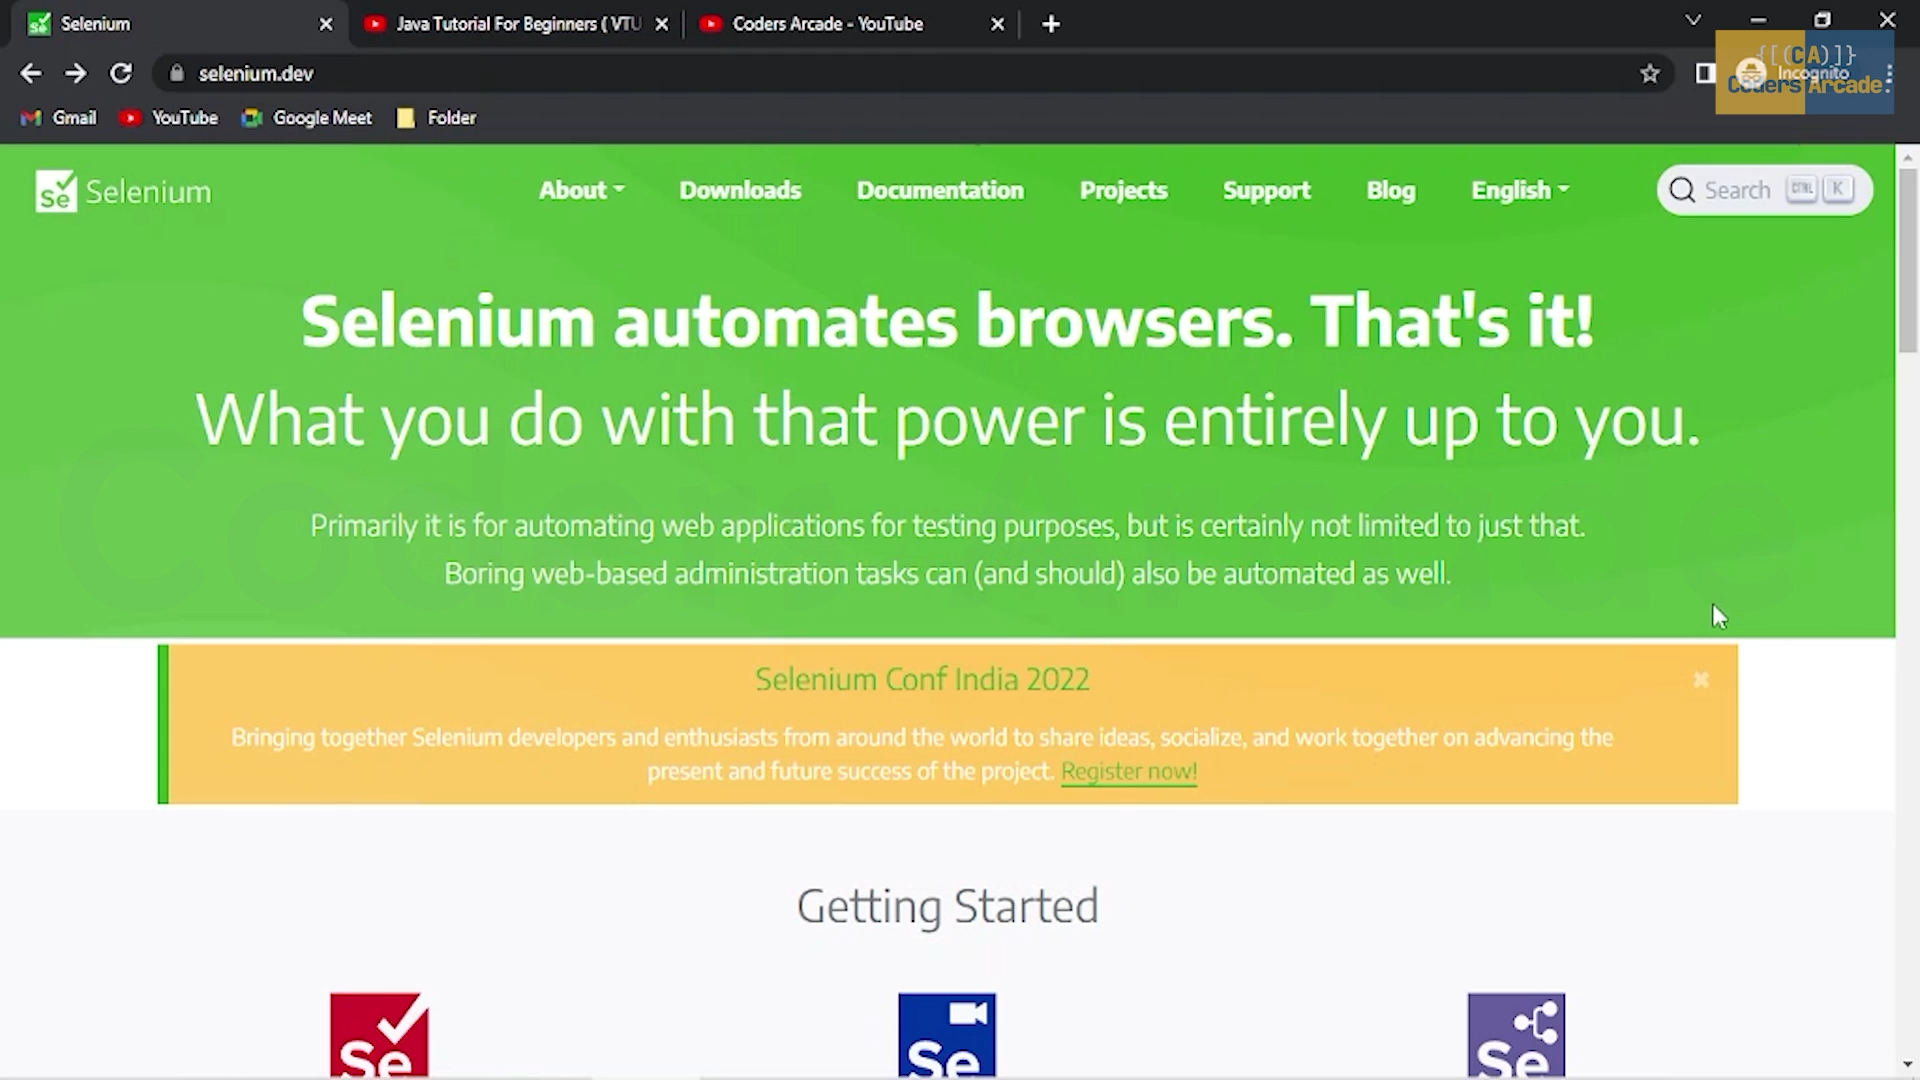 Selenium
Java Tutorial For Beginners ( VTU
Coders Arcade - YouTube
selenium.dev
{[(CA)]}
Coders Arcade
Incognito
Gmail
YouTube
Google Meet
Folder
Se Selenium
About
Downloads
Documentation
Projects
Support
Blog
English
Search CTRL K
Selenium automates browsers. That's it!
What you do with that power is entirely up to you.
Primarily it is for automating web applications for testing purposes, but is certainly not limited to just that.
Boring web-based administration tasks can (and should) also be automated as well.
Selenium Conf India 2022
Bringing together Selenium developers and enthusiasts from around the world to share ideas, socialize, and work together on advancing the
present and future success of the project. Register now!
Getting Started
Se
Se
Se